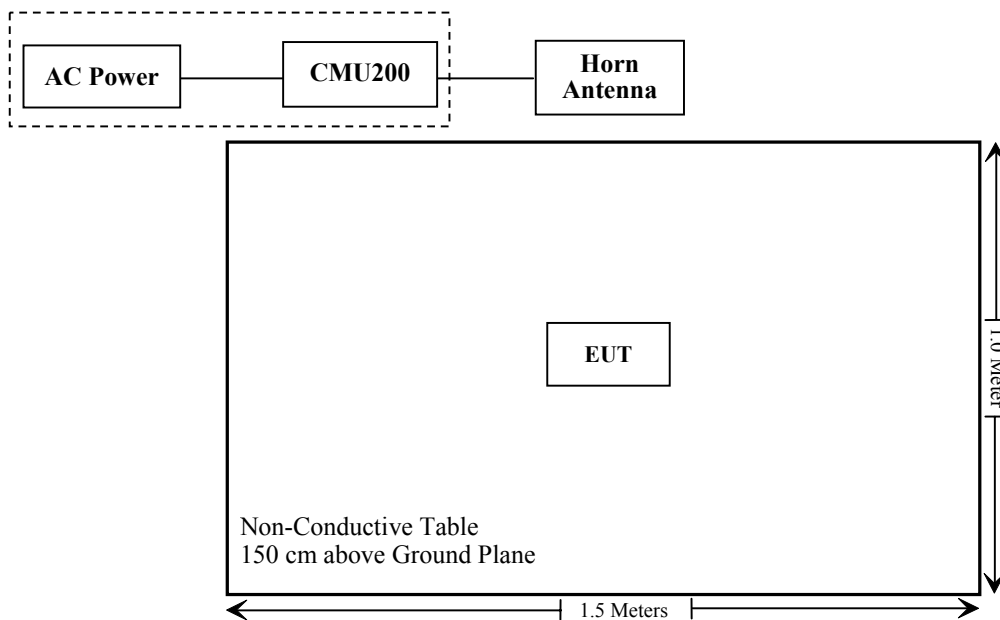 AC Power
CMU200
Horn
Antenna
EUT
1.0 Meter
Non-Conductive Table
150 cm above Ground Plane
1.5 Meters